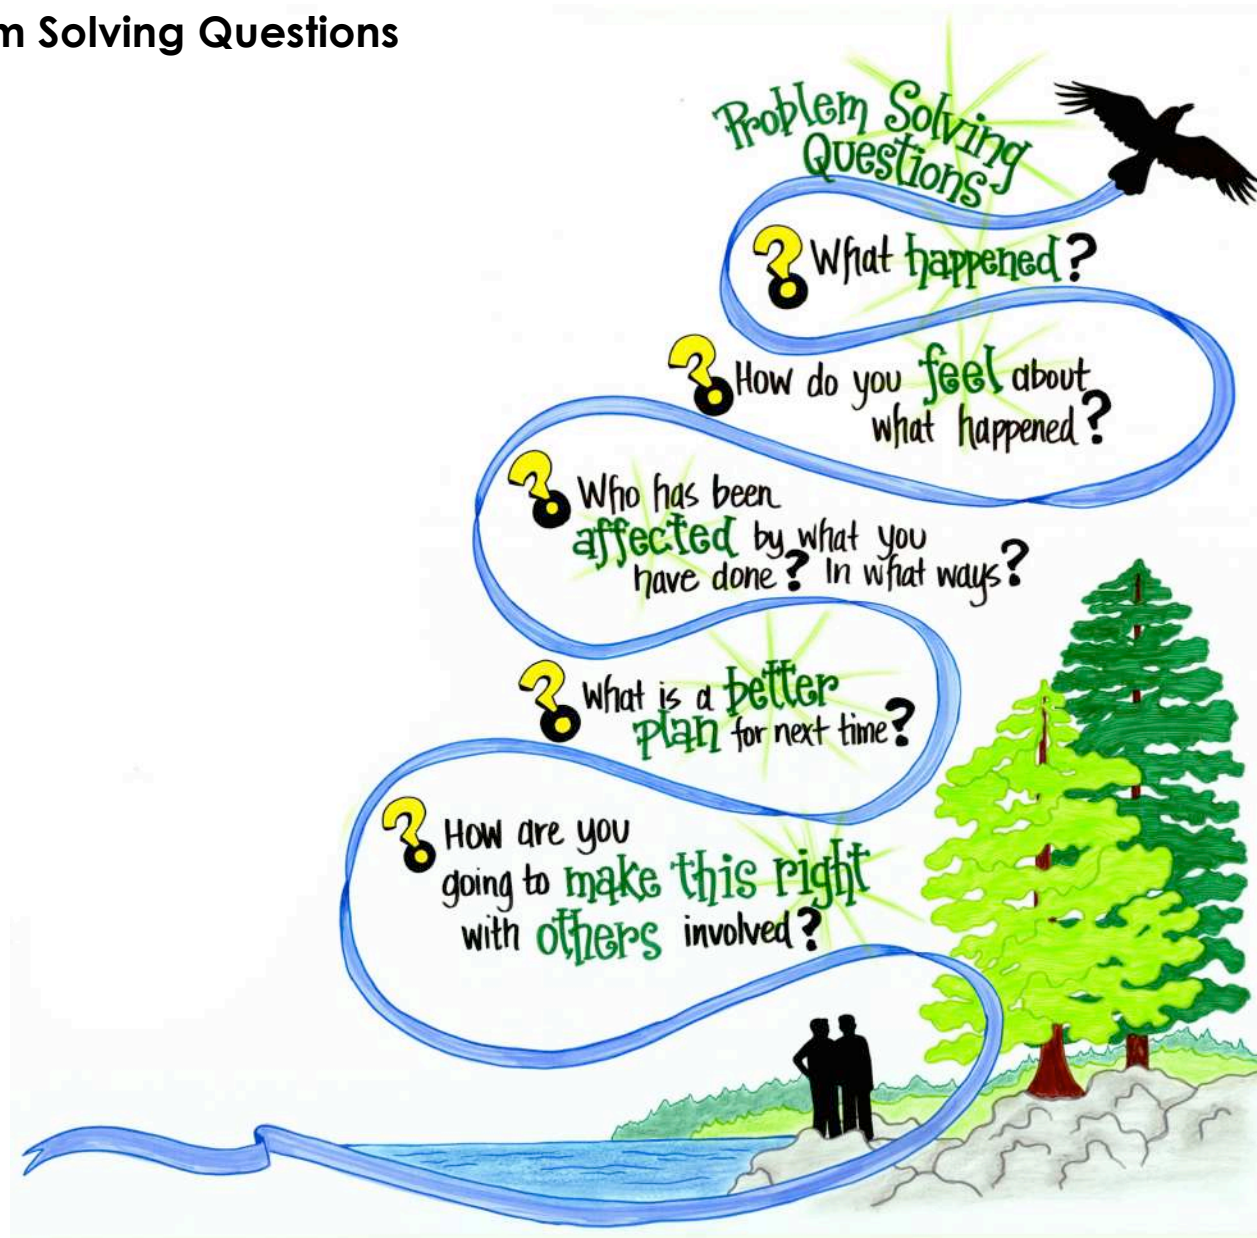 m Solving Questions
Problem Solving
Questions
? What happened?
? How do you feel about
what happened?
? Who has been
affected by what you
have done? In what ways?
? What is a better
plan for next time?
? How are you
going to make this right
with others involved?